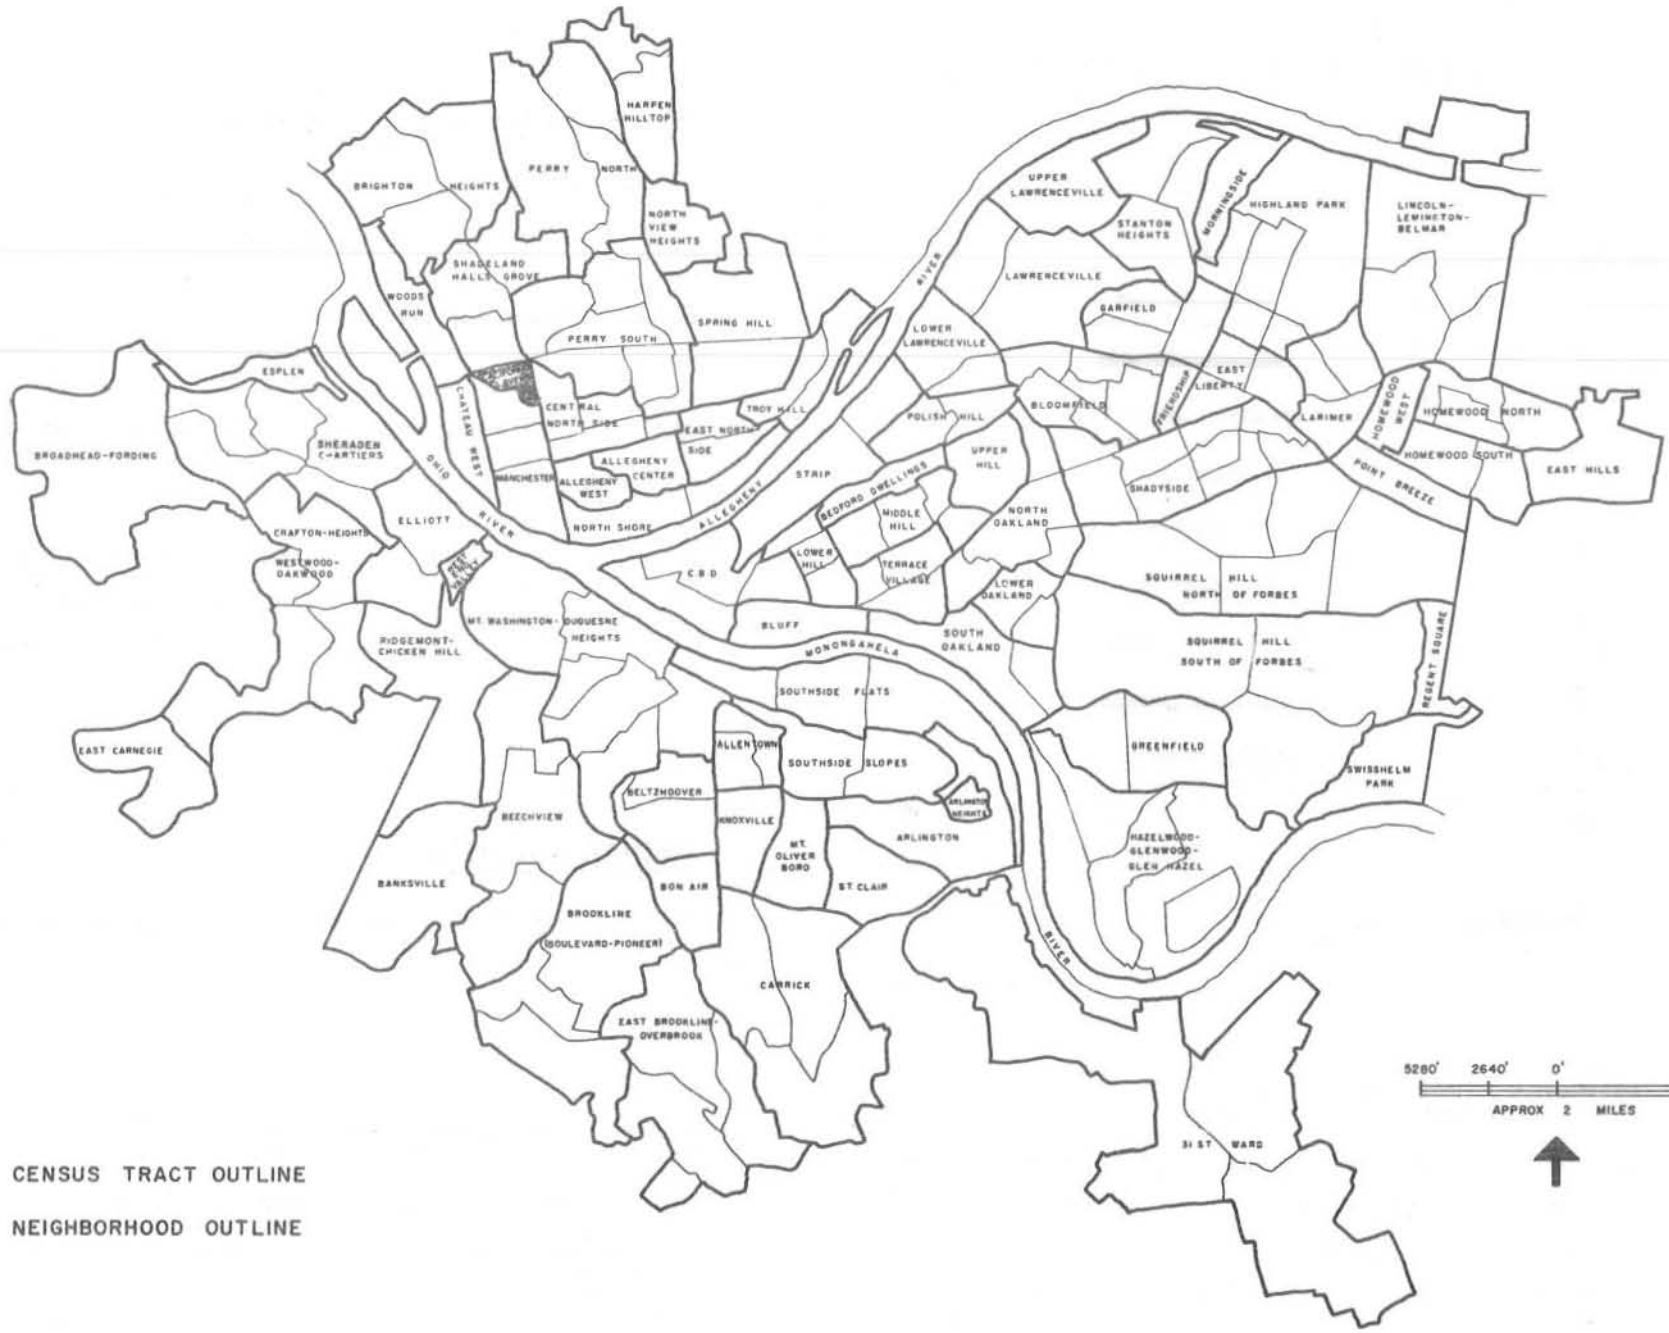 HARPEN
HILLTOP
PERRY NORTH
BRIGHTON HEIGHTS
NORTH
VIEW
HEIGHTS
SHADELAND
HALLS GROVE
WOODS
RUN
SPRING HILL
PERRY SOUTH
ESPLEN
CHATEAU WEST
CENTRAL
NORTH SIDE
TROY HILL
EAST NORTH
SIDE
ALLEGHENY
CENTER
MANCHESTER
ALLEGHENY
WEST
NORTH SHORE
BROADHEAD-FORDING
SHERADEN
CHARTIERS
OHIO
RIVER
ALLEGHENY
RIVER
STRIP
UPPER
LAWRENCEVILLE
STANTON
HEIGHTS
MORNINGSIDE
HIGHLAND PARK
LINCOLN-
LEMINGTON-
BELMAR
LAWRENCEVILLE
GARFIELD
LOWER
LAWRENCEVILLE
POLISH HILL
BLOOMFIELD
FRIENDSHIP
EAST
LIBERTY
LARIMER
HOMEWOOD
WEST
HOMEWOOD NORTH
HOMEWOOD SOUTH
EAST HILLS
POINT BREEZE
SHADYSIDE
UPPER
HILL
BEDFORD DWELLINGS
MIDDLE
HILL
NORTH
OAKLAND
LOWER
HILL
TERRACE
VILLAGE
LOWER
OAKLAND
C.B.D
BLUFF
SOUTH
OAKLAND
SQUIRREL HILL
NORTH OF FORBES
SQUIRREL HILL
SOUTH OF FORBES
REGENT SQUARE
CRAFTON-HEIGHTS
ELLIOTT
WESTWOOD-
OAKWOOD
WEST
END
VALLEY
MT. WASHINGTON- DUQUESNE
HEIGHTS
RIDGEMONT-
CHICKEN HILL
EAST CARNEGIE
MONONGAHELA
SOUTHSIDE FLATS
ALLENTOWN
SOUTHSIDE SLOPES
GREENFIELD
SWISSHELM
PARK
BELTZHOOVER
BEECHVIEW
KNOXVILLE
ARLINGTON
HEIGHTS
ARLINGTON
MT.
OLIVER
BORO
HAZELWOOD-
GLENWOOD-
GLEN HAZEL
BANKSVILLE
BON AIR
ST. CLAIR
BROOKLINE
(BOULEVARD-PIONEER)
RIVER
CARRICK
EAST BROOKLINE-
OVERBROOK
31 ST WARD
5280' 2640' 0'
APPROX 2 MILES
CENSUS TRACT OUTLINE
NEIGHBORHOOD OUTLINE